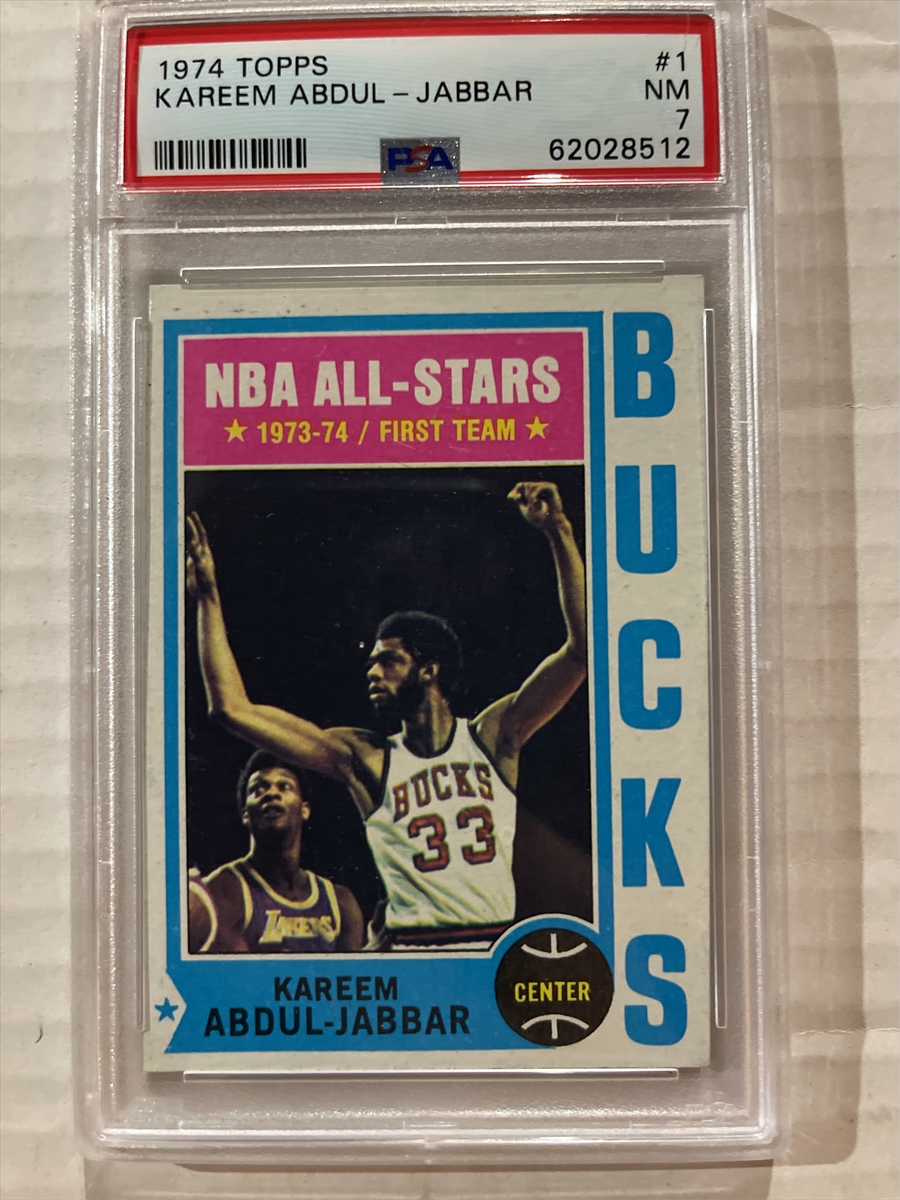 1974 TOPPS #1
KAREEM ABDUL-JABBAR NM
7
PSA 62028512
NBA ALL-STARS
★ 1973-74 / FIRST TEAM ★
BUCKS
BUCKS
33
LAKERS
KAREEM
ABDUL-JABBAR
CENTER